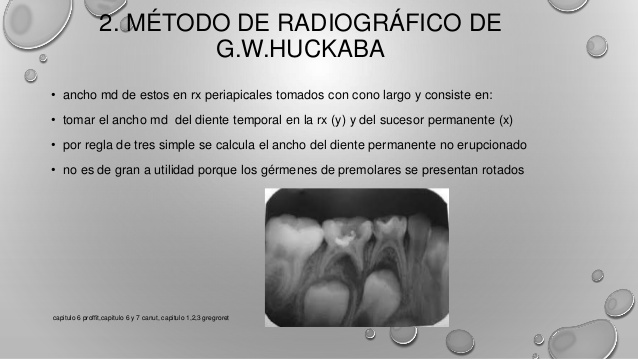 2. MÉTODO DE RADIOGRÁFICO DE
G.W.HUCKABA
• ancho md de estos en rx periapicales tomados con cono largo y consiste en:
• tomar el ancho md del diente temporal en la rx (y) y del sucesor permanente (x)
• por regla de tres simple se calcula el ancho del diente permanente no erupcionado
• no es de gran a utilidad porque los gérmenes de premolares se presentan rotados
capitulo 6 proffit,capitulo 6 y 7 canut, capitulo 1,2,3 gregroret